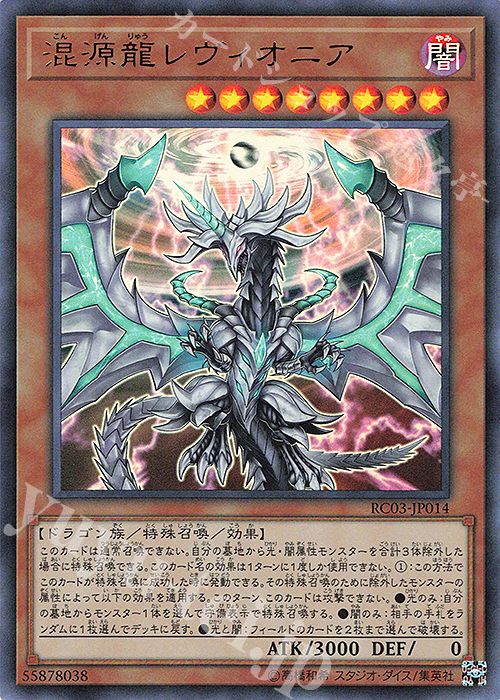 混源龍レヴィオニア
闇
RC03-JP014
【ドラゴン族/特殊召喚/効果】
このカードは通常召喚できない。自分の墓地から光・闇属性モンスターを合計3体除外した
場合に特殊召喚できる。このカード名の効果は1ターンに1度しか使用できない。①:この方法で
このカードが特殊召喚に成功した時に発動できる。その特殊召喚のために除外したモンスターの
属性によって以下の効果を適用する。このターンこのカードは攻撃できない。●光のみ:自分
の墓地からモンスター1体を選んで守備表示で特殊召喚する。●闇のみ:相手の手札をラ
ンダムに1枚選んでデッキに戻す。●光と闇:フィールドのカードを2枚まで選んで破壊する。
ATK/3000 DEF/ 0
55878038
©高橋和希 スタジオ・ダイス/集英社